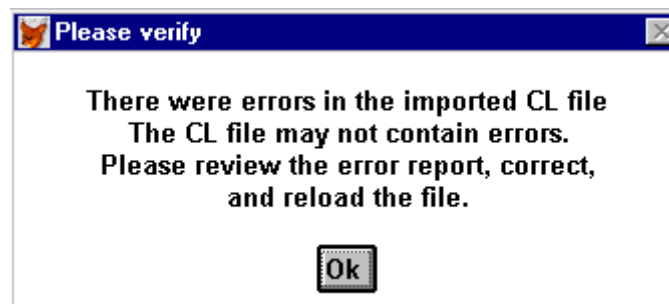 Please verify
There were errors in the imported CL file
The CL file may not contain errors.
Please review the error report, correct,
and reload the file.
Ok